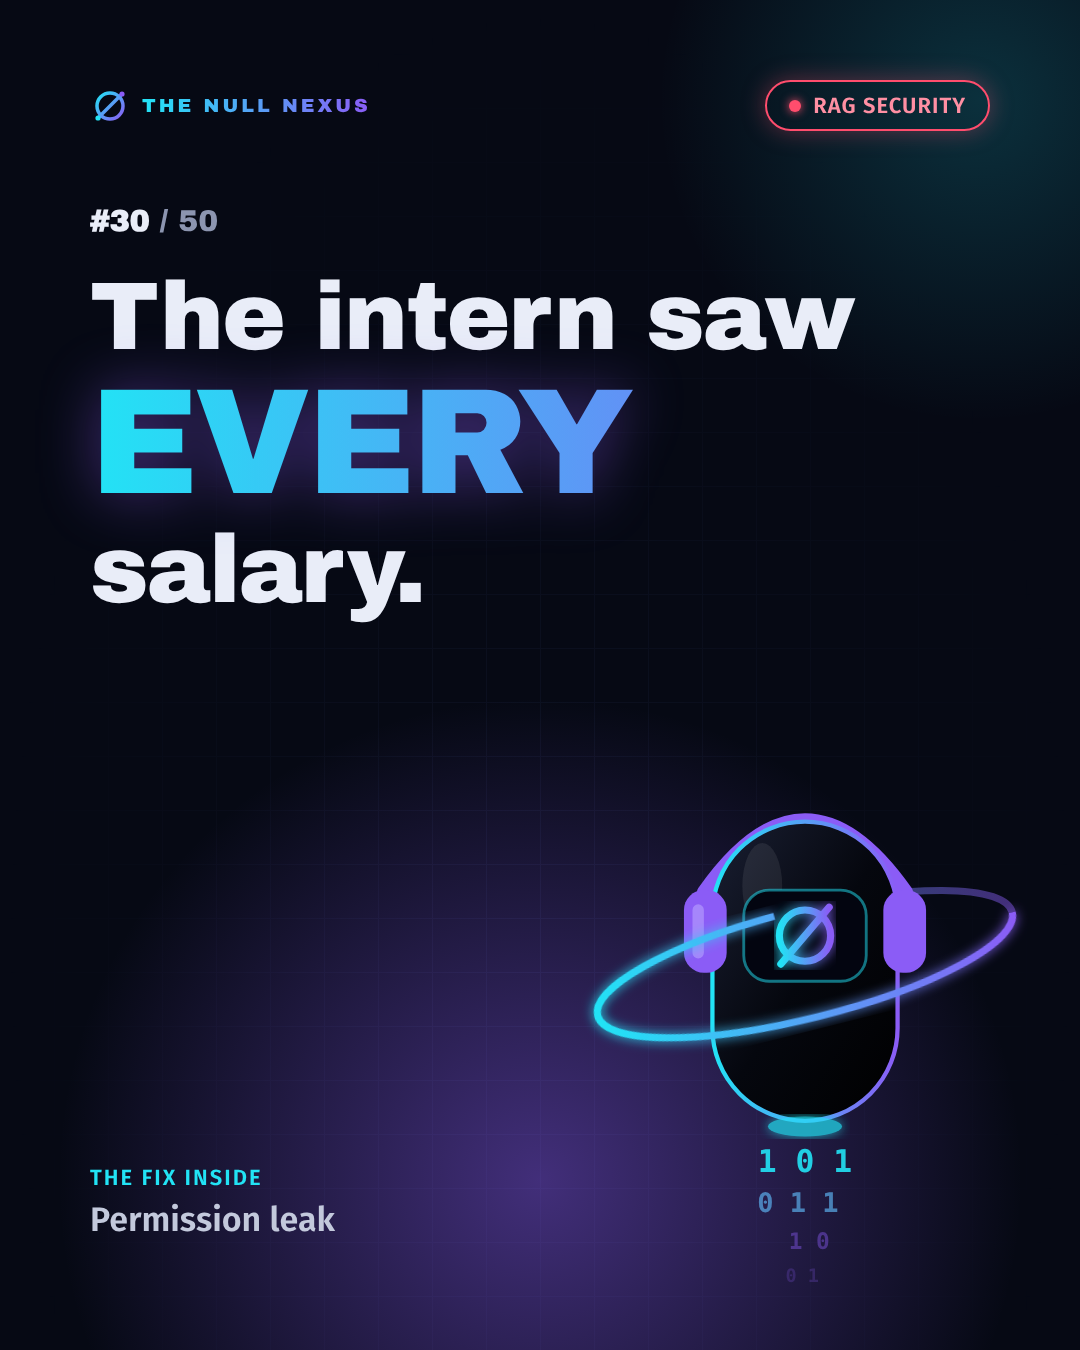 THE NULL NEXUS
RAG SECURITY
#30 / 50
The intern saw
EVERY
salary.
1 0 1
0 1 1
1 0
0 1
THE FIX INSIDE
Permission leak